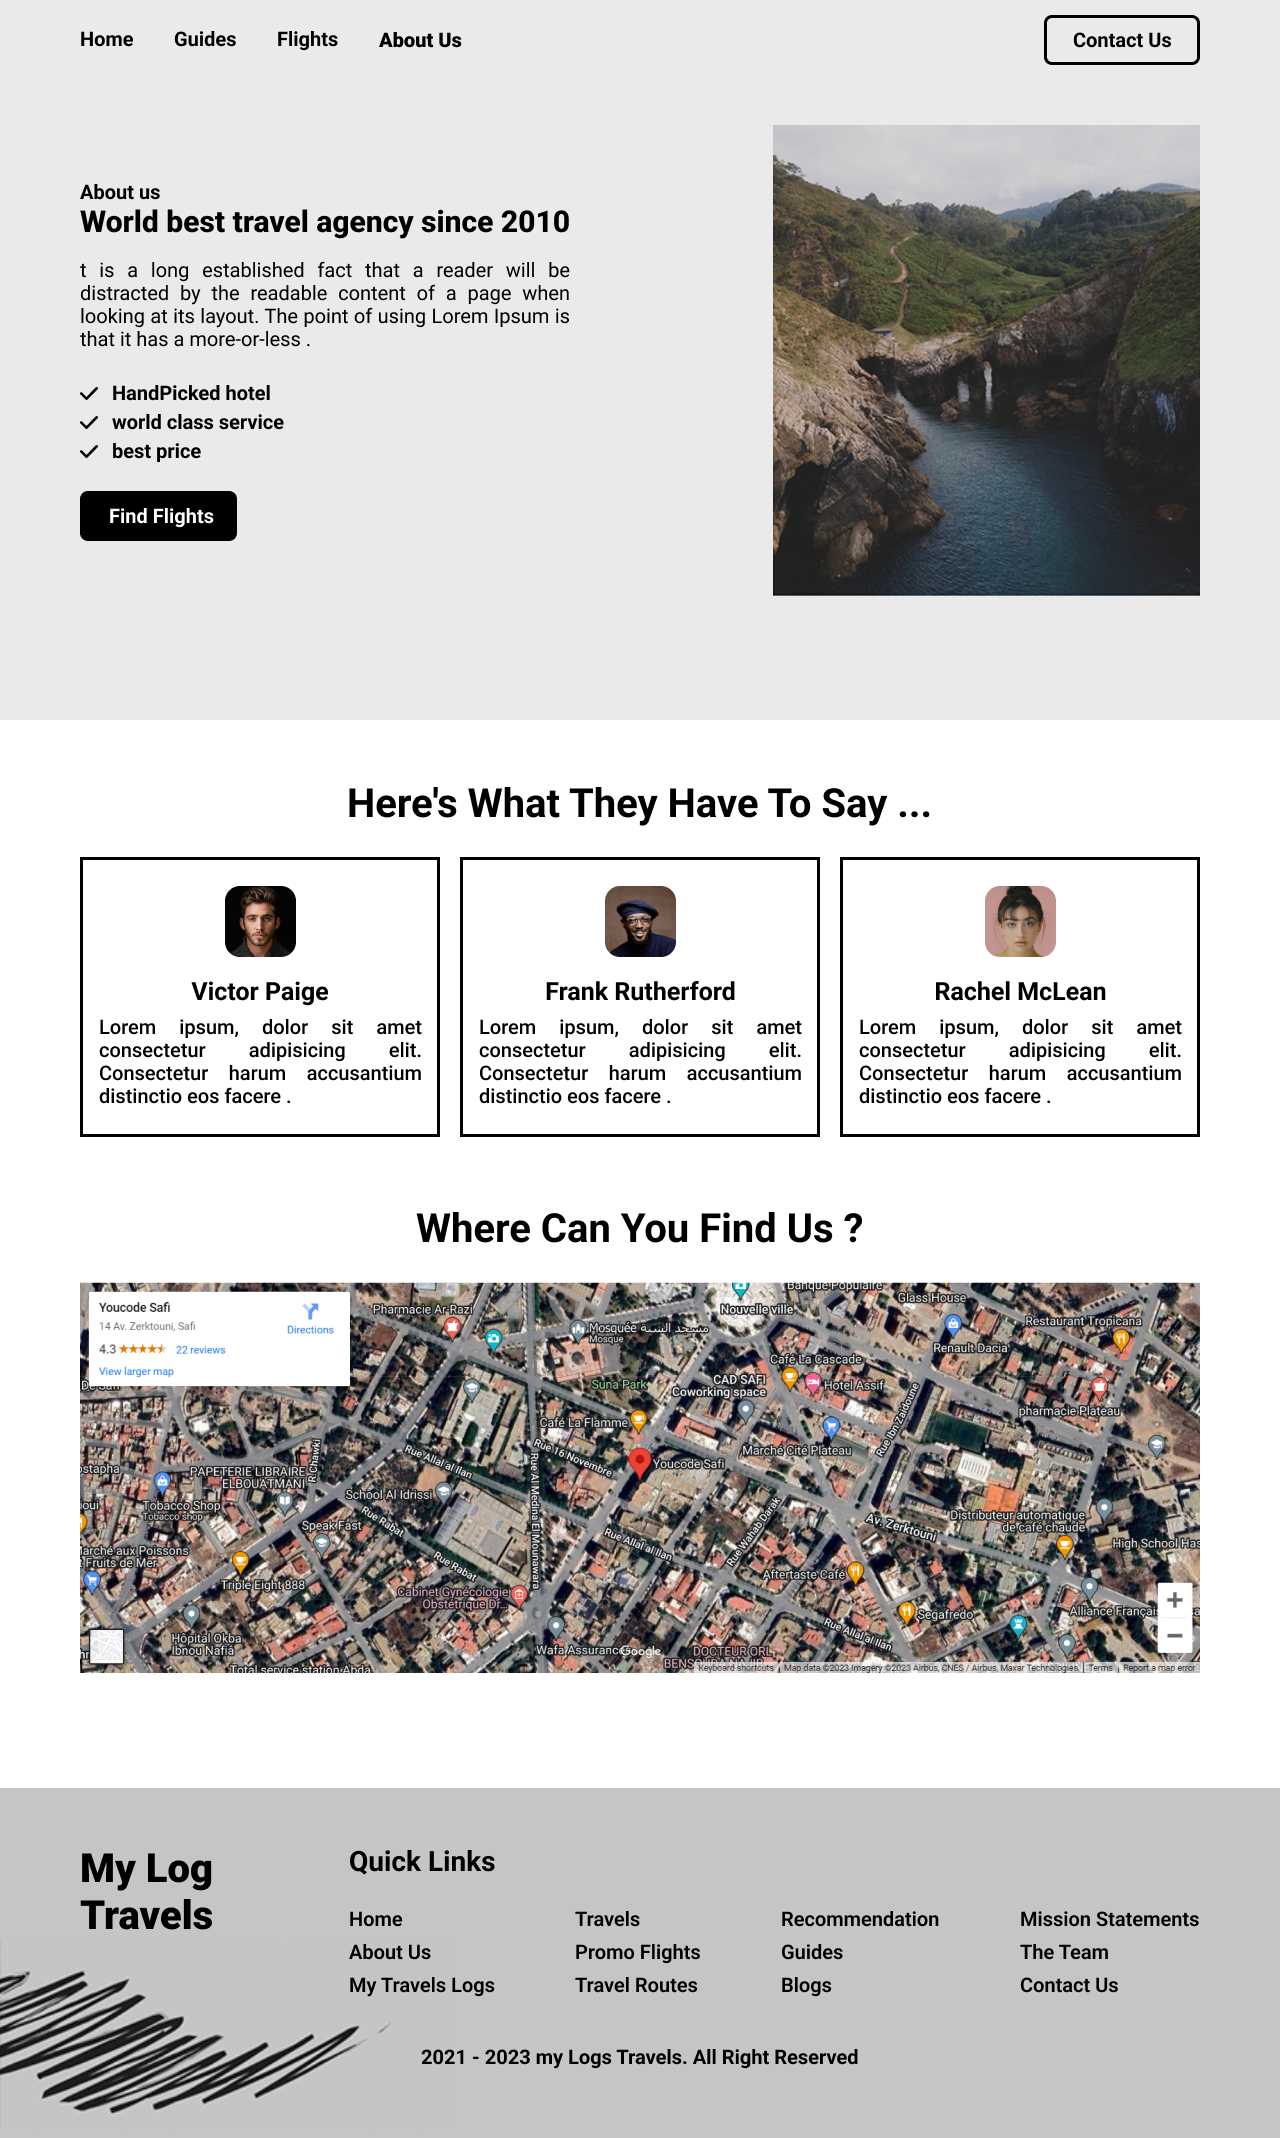 Home Guides Flights About Us Contact Us
About us
World best travel agency since 2010
t is a long established fact that a reader will be
distracted by the readable content of a page when
looking at its layout. The point of using Lorem Ipsum is
that it has a more-or-less .
HandPicked hotel
world class service
best price
Find Flights
Here's What They Have To Say ...
Victor Paige
Lorem ipsum, dolor sit amet
consectetur adipisicing elit.
Consectetur harum accusantium
distinctio eos facere .
Frank Rutherford
Lorem ipsum, dolor sit amet
consectetur adipisicing elit.
Consectetur harum accusantium
distinctio eos facere .
Rachel McLean
Lorem ipsum, dolor sit amet
consectetur adipisicing elit.
Consectetur harum accusantium
distinctio eos facere .
Where Can You Find Us ?
Youcode Safi
14 Av. Zerktouni, Safi
4.3
22 reviews
View larger map
Directions
Pharmacie Ar-Razi
Banque Populaire
Nouvelle ville
Glass House
Mosquée مسجد السنة
Mosque
Restaurant Tropicana
Renault Dacia
Café La Cascade
Suna Park
CAD SAFI
Coworking space
Hotel Assif
Rue Ibn Zaidoune
pharmacie Plateau
Café La Flamme
Marché Cité Plateau
Rue 16 Novembre
Youcode Safi
Rue Allal al Ilan
R.Chawki
PAPETERIE LIBRAIRE
ELBOUATMANI
Rue Al Medina El Mounawara
School Al Idrissi
Tobacco Shop
Tobacco shop
Speak Fast
Rue Rabat
Rue Wahab Darak
Av. Zerktouni
Distributeur automatique
de café chaude
High School Has
Rue Allal al Ilan
Marché aux Poissons
t Fruits de Mer
Rue Rabat
Triple Eight 888
Aftertaste Café
Cabinet Gynécologie
Obstétrique Dr...
Segafredo
Alliance Français
Rue Allal al Ilan
Hôpital Okba
Ibnou Nafia
Wafa Assurance
Google
DOCTEUR ORL
Total service station Abda
Keyboard shortcuts Map data ©2023 Imagery ©2023 Airbus, CNES / Airbus, Maxar Technologies Terms Report a map error
My Log
Travels
Quick Links
Home Travels Recommendation Mission Statements
About Us Promo Flights Guides The Team
My Travels Logs Travel Routes Blogs Contact Us
2021 - 2023 my Logs Travels. All Right Reserved